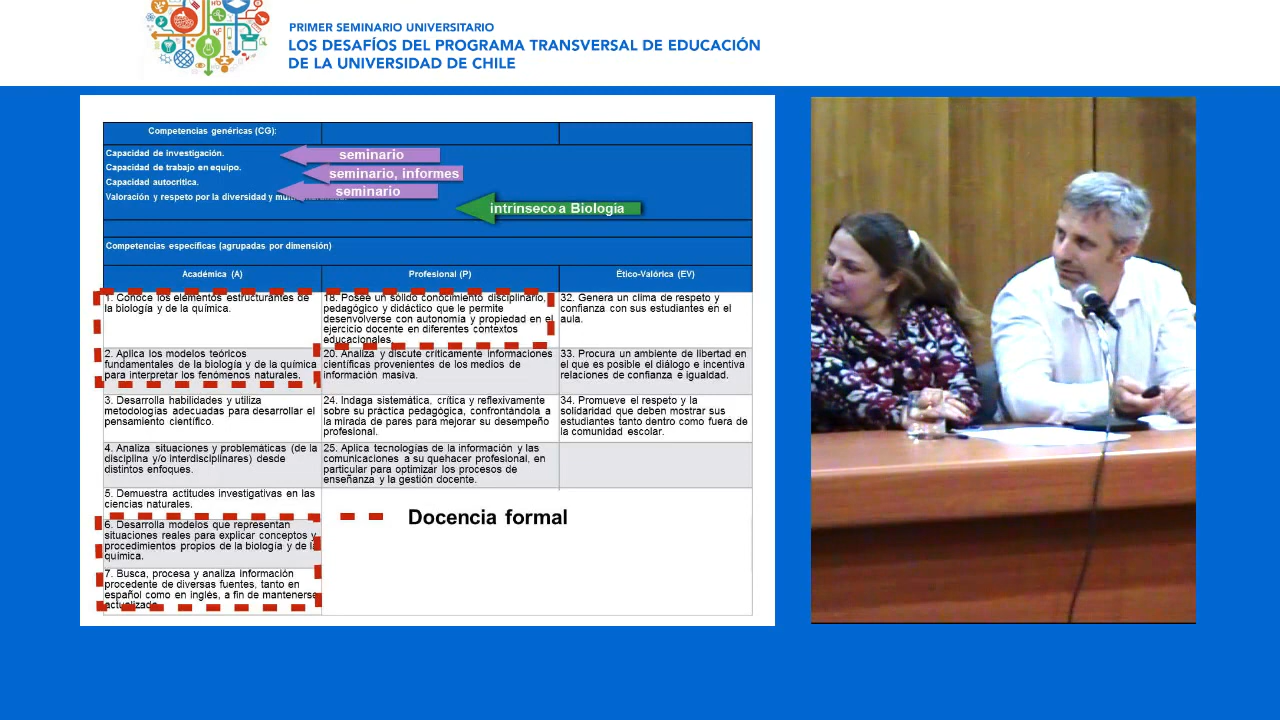 PRIMER SEMINARIO UNIVERSITARIO
LOS DESAFÍOS DEL PROGRAMA TRANSVERSAL DE EDUCACIÓN
DE LA UNIVERSIDAD DE CHILE
Competencias genéricas (CG):
Capacidad de investigación.
seminario
Capacidad de trabajo en equipo.
seminario, informes
Capacidad autocrítica.
seminario
Valoración y respeto por la diversidad y
intrínseco a Biología
Competencias específicas (agrupadas por dimensión)
Académica (A)
Profesional (P)
Ético-Valórica (EV)
1. Conoce los elementos estructurantes de
la biología y de la química.
18. Posee un sólido conocimiento disciplinario,
pedagógico y didáctico que le permite
desenvolverse con autonomía y propiedad en el
ejercicio docente en diferentes contextos
educacionales.
32. Genera un clima de respeto y
confianza con sus estudiantes en el
aula.
2. Aplica los modelos teóricos
fundamentales de la biología y de la química
para interpretar los fenómenos naturales.
20. Analiza y discute críticamente informaciones
científicas provenientes de los medios de
información masiva.
33. Procura un ambiente de libertad en
el que es posible el diálogo e incentiva
relaciones de confianza e igualdad.
3. Desarrolla habilidades y utiliza
metodologías adecuadas para desarrollar el
pensamiento científico.
24. Indaga sistemática, crítica y reflexivamente
sobre su práctica pedagógica, confrontándola a
la mirada de pares para mejorar su desempeño
profesional.
34. Promueve el respeto y la
solidaridad que deben mostrar sus
estudiantes tanto dentro como fuera de
la comunidad escolar.
4. Analiza situaciones y problemáticas (de la
disciplina y/o interdisciplinares) desde
distintos enfoques.
25. Aplica tecnologías de la información y las
comunicaciones a su quehacer profesional, en
particular para optimizar los procesos de
enseñanza y la gestión docente.
5. Demuestra actitudes investigativas en las
ciencias naturales.
6. Desarrolla modelos que representan
situaciones reales para explicar conceptos y
procedimientos propios de la biología y de la
química.
7. Busca, procesa y analiza información
procedente de diversas fuentes, tanto en
español como en inglés, a fin de mantenerse
actualizado.
Docencia formal